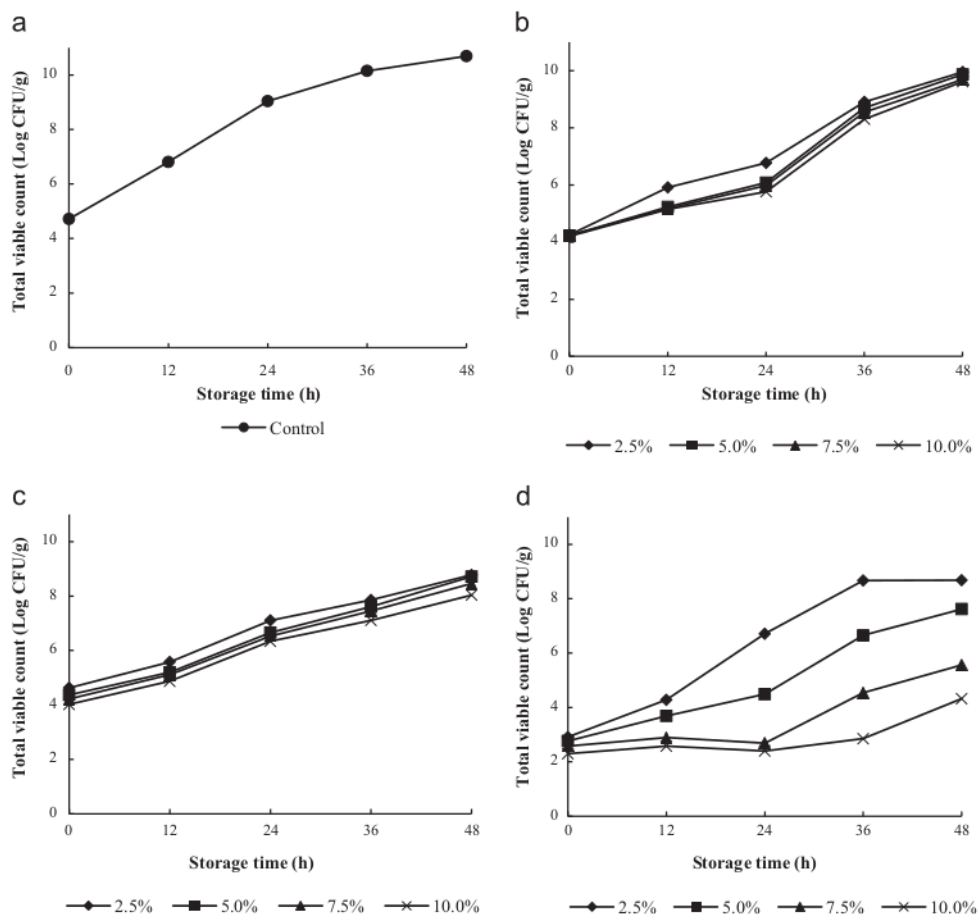 a
Total viable count (Log CFU/g)
10
8
6
4
2
0
0 12 24 36 48
Storage time (h)
Control
b
Total viable count (Log CFU/g)
10
8
6
4
2
0
0 12 24 36 48
Storage time (h)
2.5% 5.0% 7.5% 10.0%
c
Total viable count (Log CFU/g)
10
8
6
4
2
0
0 12 24 36 48
Storage time (h)
2.5% 5.0% 7.5% 10.0%
d
Total viable count (Log CFU/g)
10
8
6
4
2
0
0 12 24 36 48
Storage time (h)
2.5% 5.0% 7.5% 10.0%